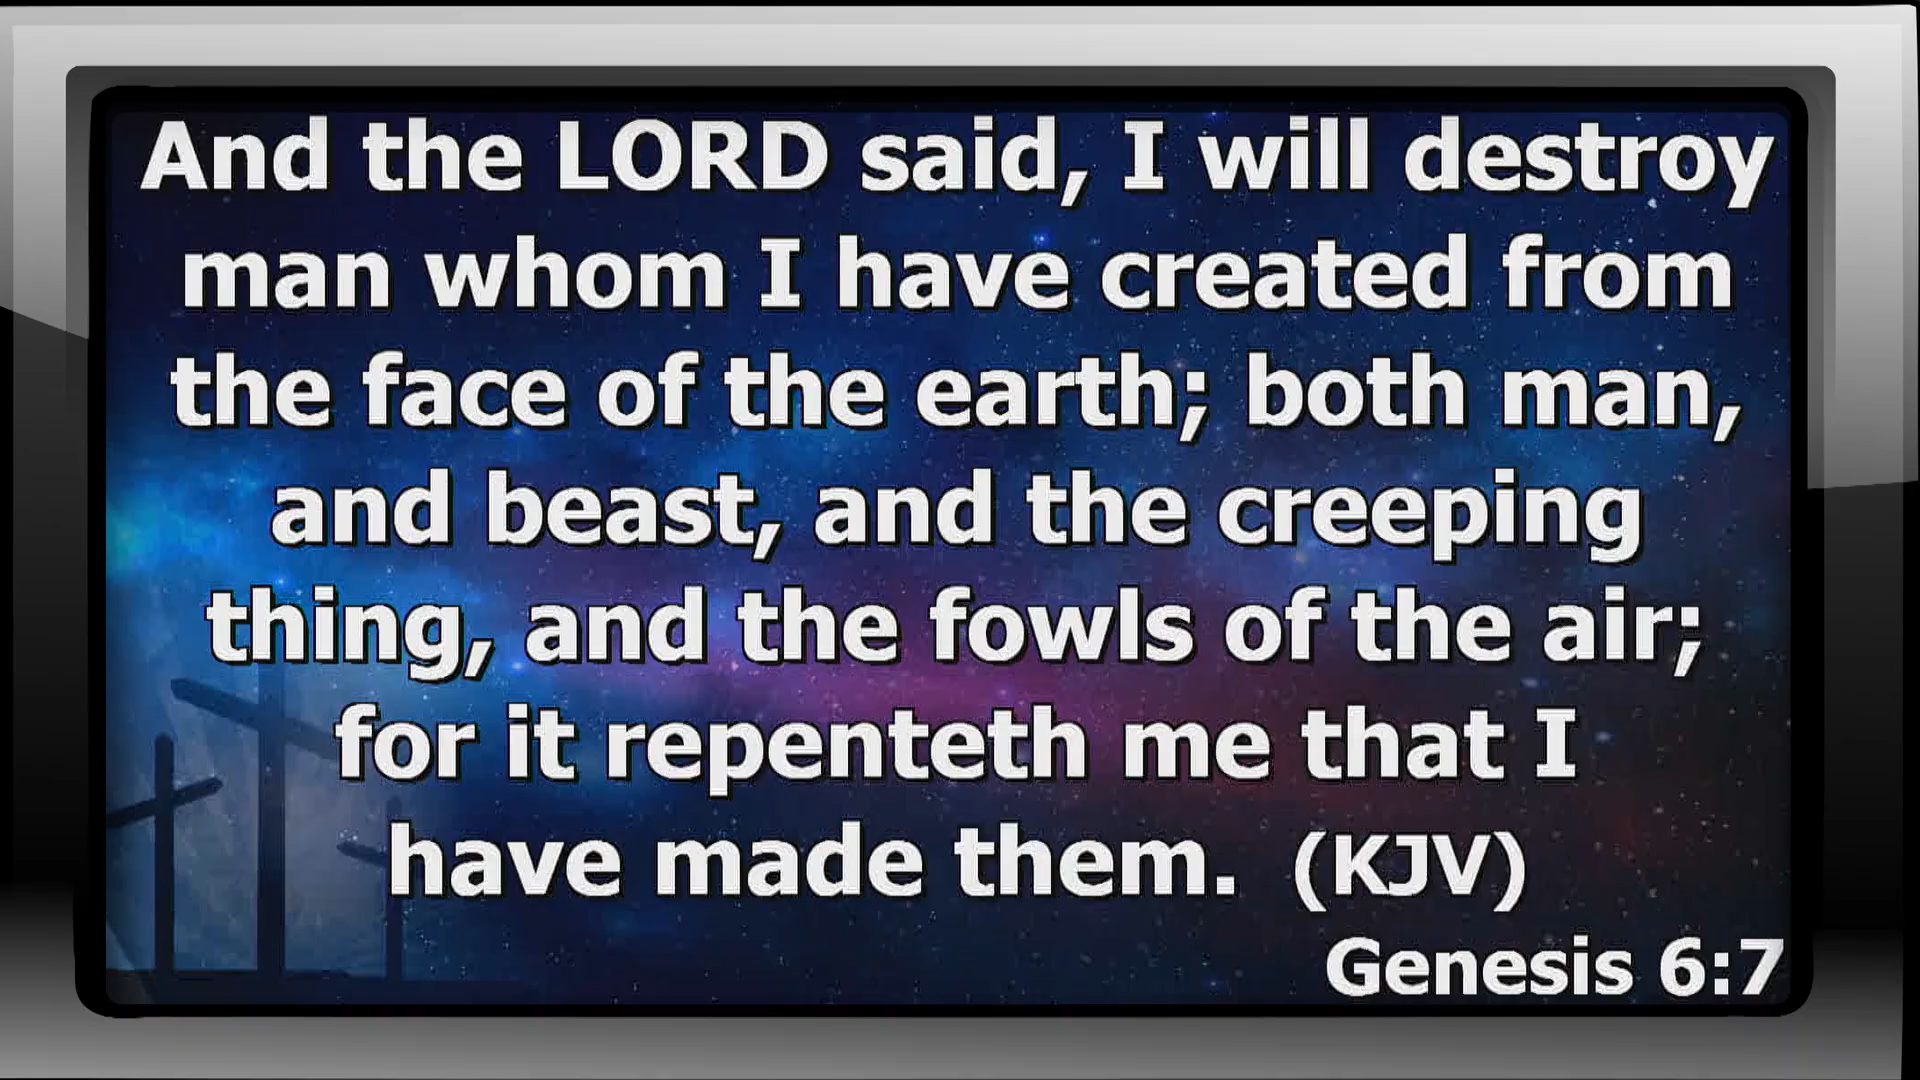 And the LORD said, I will destroy
man whom I have created from
the face of the earth; both man,
and beast, and the creeping
thing, and the fowls of the air;
for it repenteth me that I
have made them. (KJV)
Genesis 6:7